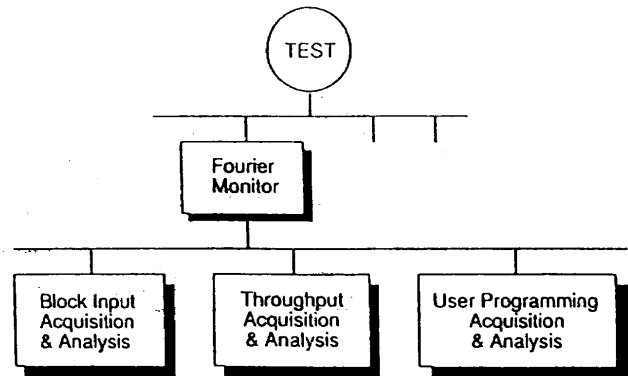 TEST
Fourier
Monitor
Block Input
Acquisition
& Analysis
Throughput
Acquisition
& Analysis
User Programming
Acquisition
& Analysis